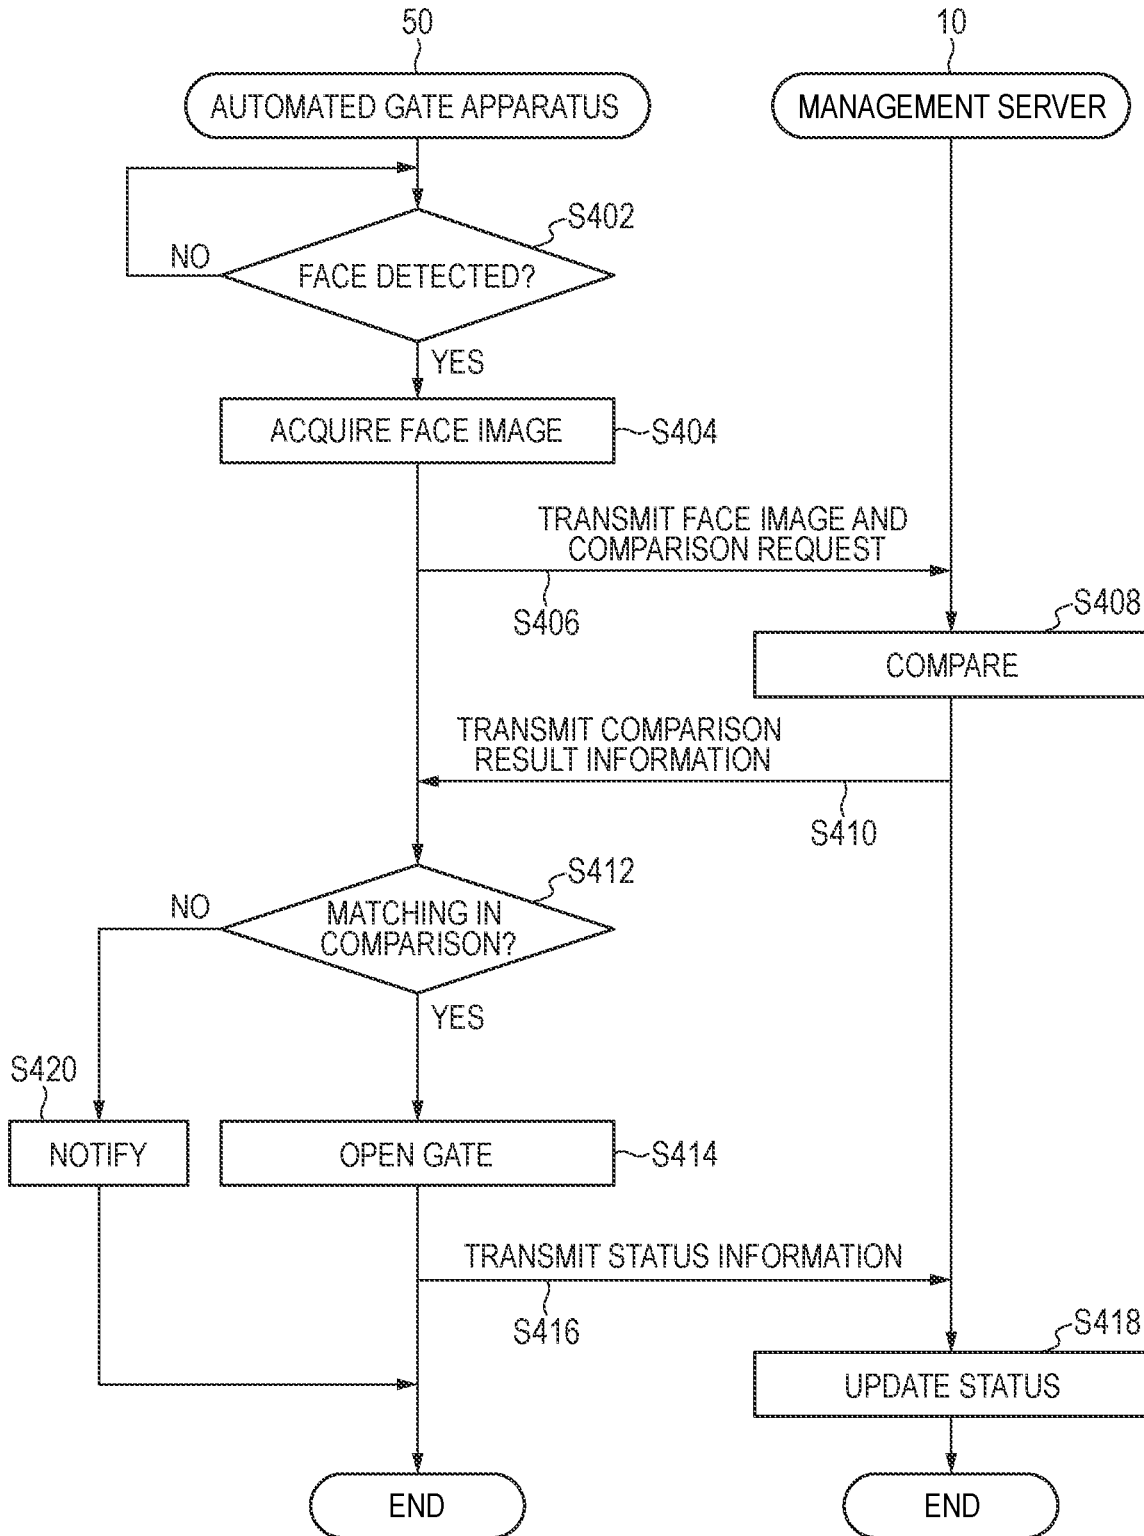 50
10
AUTOMATED GATE APPARATUS
MANAGEMENT SERVER
S402
NO
FACE DETECTED?
YES
ACQUIRE FACE IMAGE
S404
TRANSMIT FACE IMAGE AND
COMPARISON REQUEST
S406
S408
COMPARE
TRANSMIT COMPARISON
RESULT INFORMATION
S410
S412
NO
MATCHING IN
COMPARISON?
YES
S420
NOTIFY
OPEN GATE
S414
TRANSMIT STATUS INFORMATION
S416
S418
UPDATE STATUS
END
END